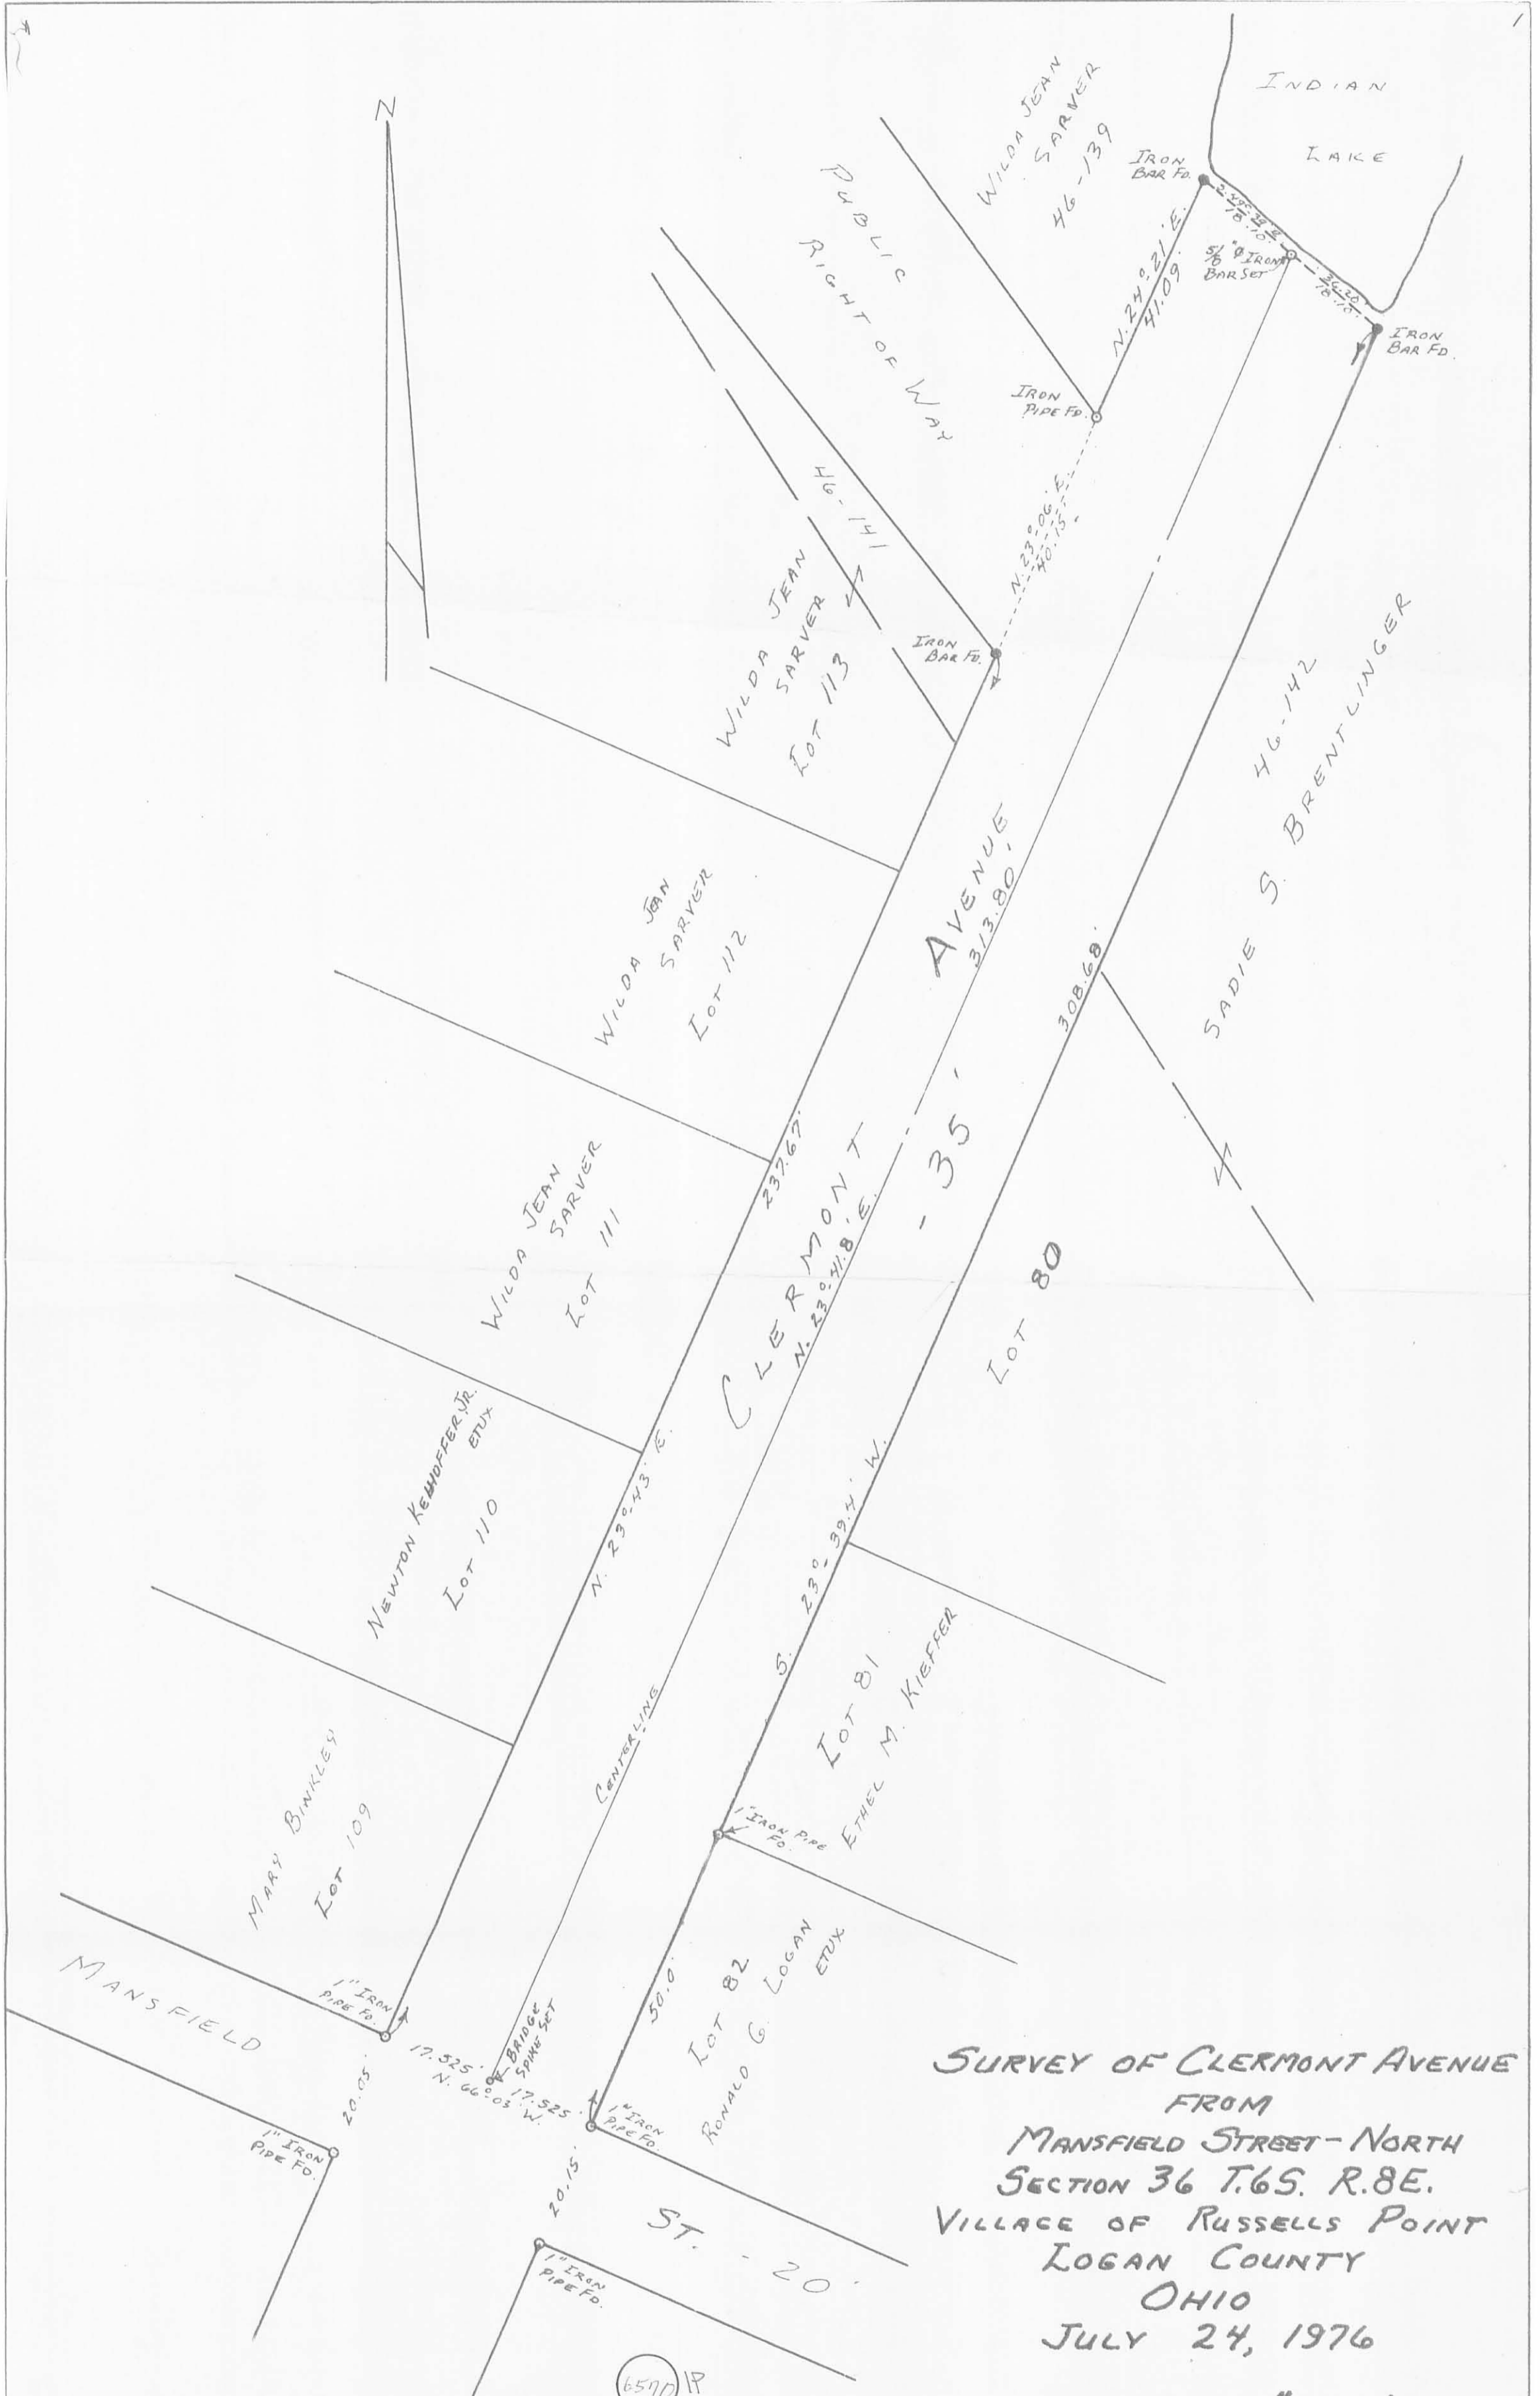 N
INDIAN
LAKE
WILDA JEAN
SARVER
46-139
IRON
BAR FD.
18.10'
5/8" Ø IRON
BAR SET
36.20'
18.10'
IRON
BAR FD.
PUBLIC
RIGHT OF WAY
N. 24°-21' E.
41.09'
IRON
PIPE FD.
46-141
N. 23°-06' E.
40.15'
IRON
BAR FD.
WILDA JEAN
SARVER
LOT 113
46-142
SADIE S. BRENTLINGER
WILDA JEAN
SARVER
LOT 112
CLERMONT AVENUE
- 35'
313.80'
N. 23°-41.8' E.
308.68'
237.67'
WILDA JEAN
SARVER
LOT 111
LOT 80
N. 23°-43' E.
S. 23°-39.4' W.
NEWTON
JR.
ETUX
LOT 110
CENTERLINE
LOT 81
ETHEL M. KIEFFER
1" IRON PIPE
FD.
MARY BINKLEY
LOT 109
50.0'
LOT 82
RONALD G. LOGAN
ETUX
MANSFIELD
1" IRON
PIPE FD.
17.525'
N. 66°-03' W.
17.525'
BRIDGE
SPIKE SET
1" IRON
PIPE FD.
20.05'
1" IRON
PIPE FD.
20.15'
1" IRON
PIPE FD.
ST. - 20'
SURVEY OF CLERMONT AVENUE
FROM
MANSFIELD STREET - NORTH
SECTION 36 T.6S. R.8E.
VILLAGE OF RUSSELLS POINT
LOGAN COUNTY
OHIO
JULY 24, 1976